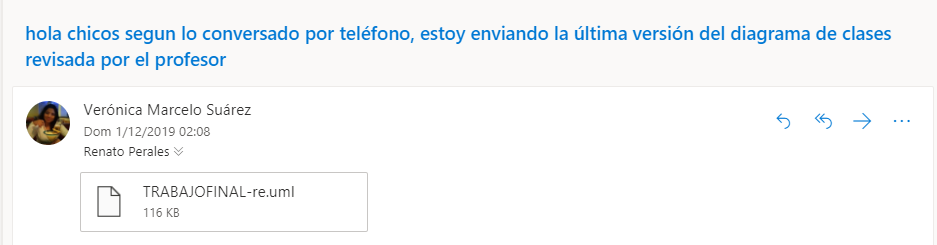 hola chicos segun lo conversado por teléfono, estoy enviando la última versión del diagrama de clases
revisada por el profesor
Verónica Marcelo Suárez
Dom 1/12/2019 02:08
Renato Perales
TRABAJOFINAL-re.uml
116 KB